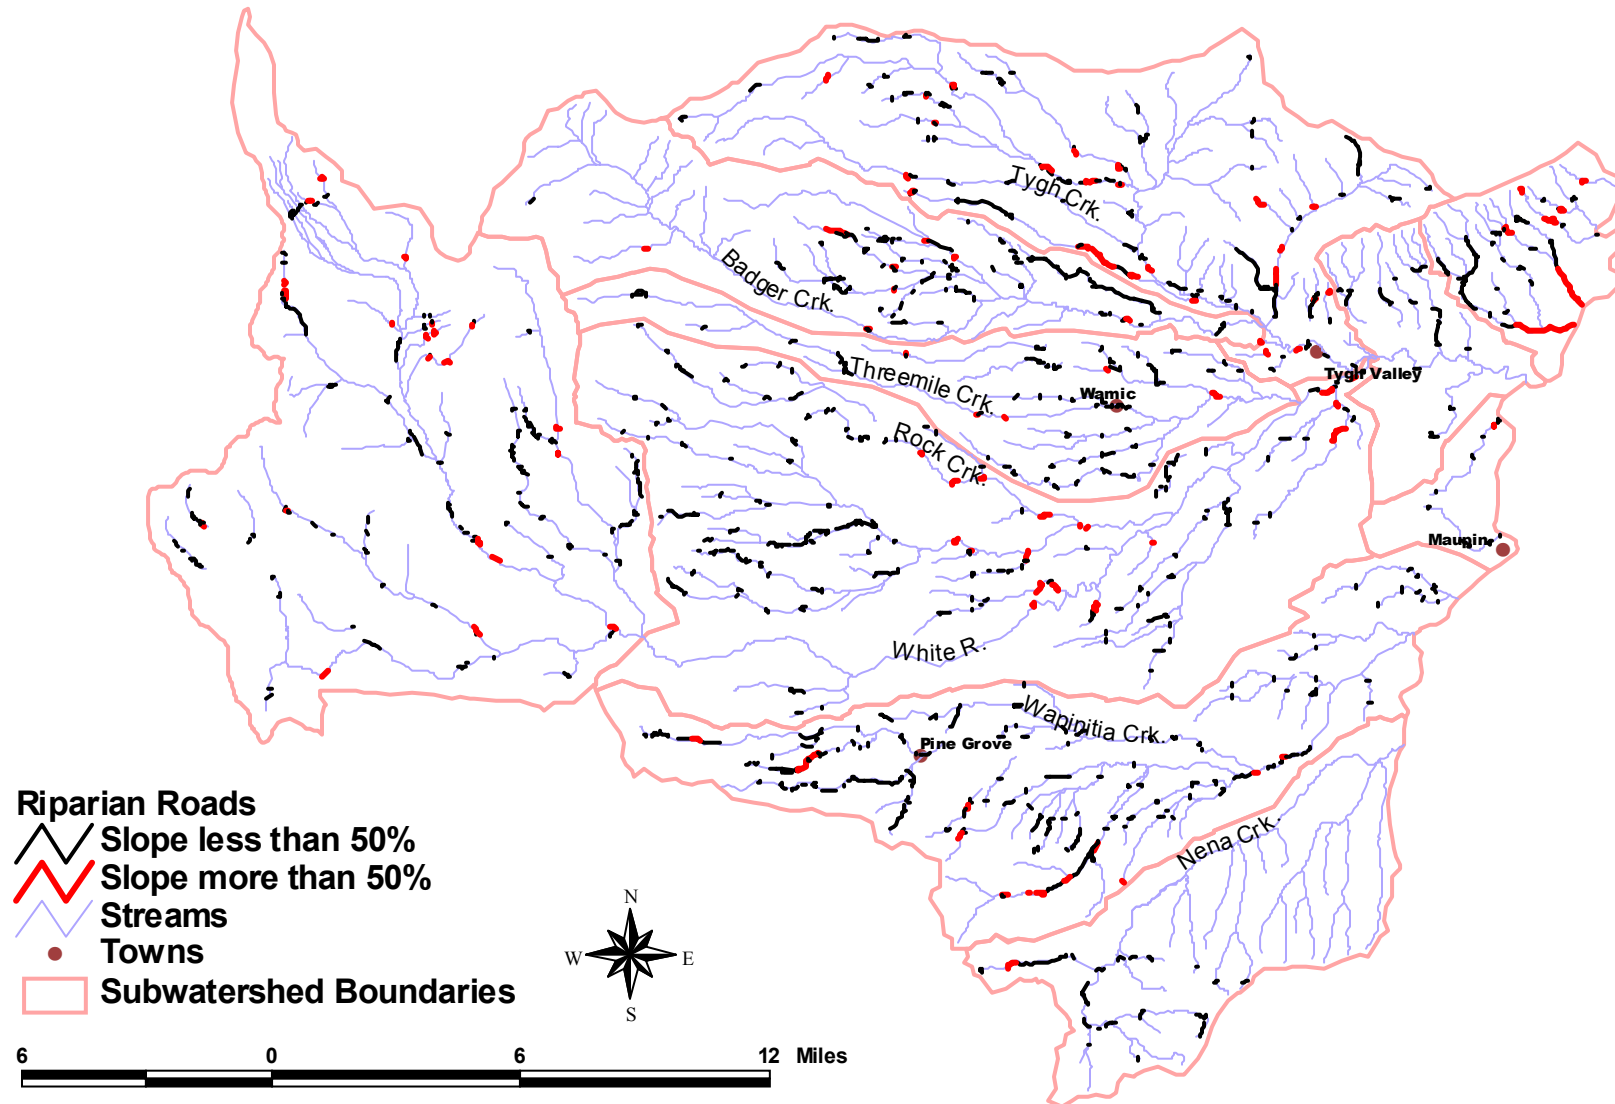 Tygh Crk.
Badger Crk.
Threemile Crk.
Tygh Valley
Wamic
Rock Crk.
Maupin
White R.
Wapinitia Crk.
Pine Grove
Nena Crk.
Riparian Roads
Slope less than 50%
Slope more than 50%
Streams
Towns
Subwatershed Boundaries
N
W E
S
6 0 6 12 Miles